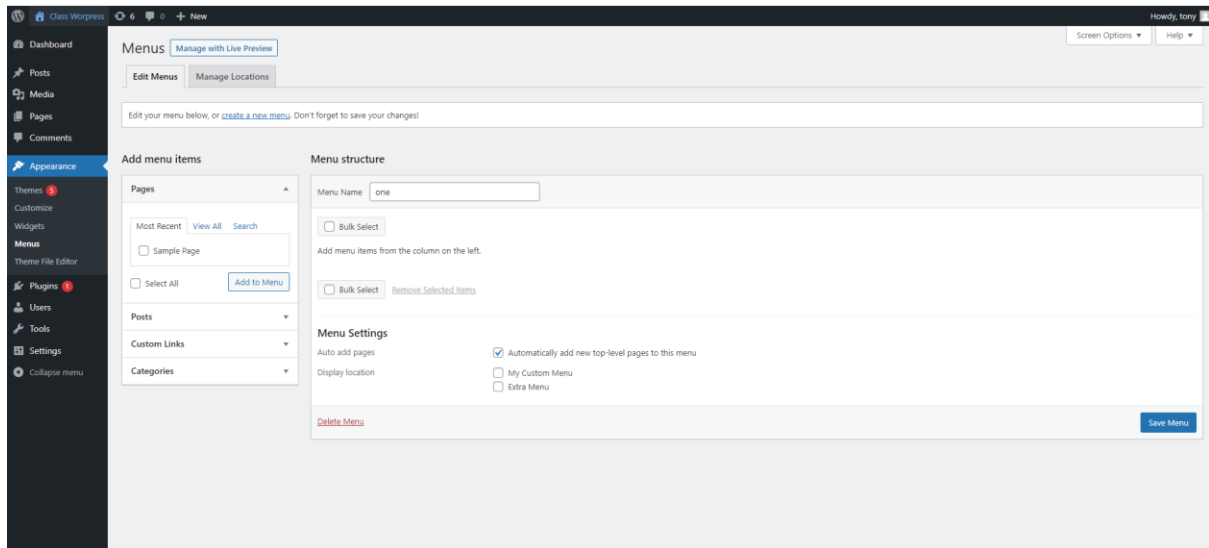 Class Worpress 6 0 + New Howdy, tony
Screen Options ▼ Help ▼
Dashboard
Posts
Media
Pages
Comments
Appearance
Themes 5
Customize
Widgets
Menus
Theme File Editor
Plugins 1
Users
Tools
Settings
Collapse menu
Menus Manage with Live Preview
Edit Menus Manage Locations
Edit your menu below, or create a new menu. Don't forget to save your changes!
Add menu items
Pages
Most Recent View All Search
Sample Page
Select All Add to Menu
Posts
Custom Links
Categories
Menu structure
Menu Name one
Bulk Select
Add menu items from the column on the left.
Bulk Select Remove Selected Items
Menu Settings
Auto add pages Automatically add new top-level pages to this menu
Display location My Custom Menu
Extra Menu
Delete Menu Save Menu